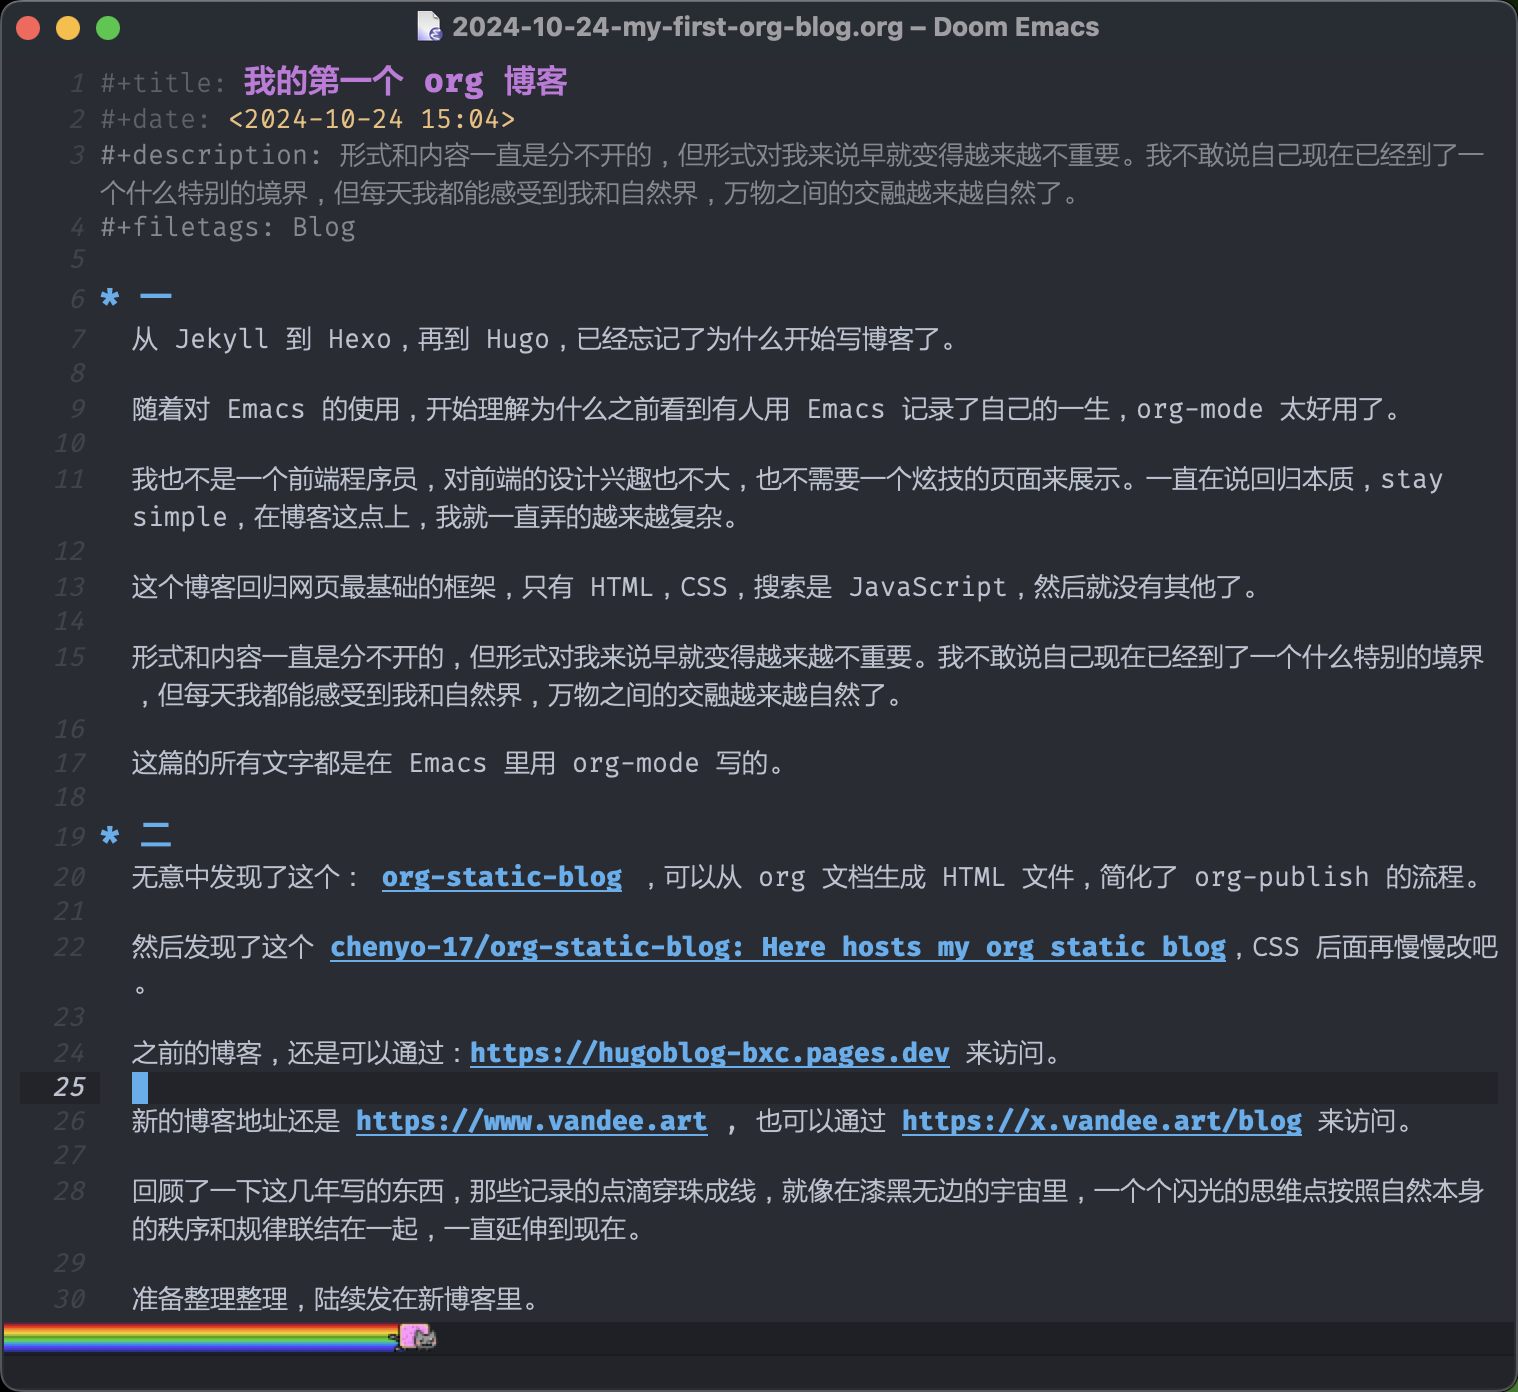 2024-10-24-my-first-org-blog.org – Doom Emacs
1 #+title: 我的第一个 org 博客
2 #+date: <2024-10-24 15:04>
3 #+description: 形式和内容一直是分不开的，但形式对我来说早就变得越来越不重要。我不敢说自己现在已经到了一
个什么特别的境界，但每天我都能感受到我和自然界，万物之间的交融越来越自然了。
4 #+filetags: Blog
5
6 * 一
7 从 Jekyll 到 Hexo，再到 Hugo，已经忘记了为什么开始写博客了。
8
9 随着对 Emacs 的使用，开始理解为什么之前看到有人用 Emacs 记录了自己的一生，org-mode 太好用了。
10
11 我也不是一个前端程序员，对前端的设计兴趣也不大，也不需要一个炫技的页面来展示。一直在说回归本质，stay
simple，在博客这点上，我就一直弄的越来越复杂。
12
13 这个博客回归网页最基础的框架，只有 HTML，CSS，搜索是 JavaScript，然后就没有其他了。
14
15 形式和内容一直是分不开的，但形式对我来说早就变得越来越不重要。我不敢说自己现在已经到了一个什么特别的境界
，但每天我都能感受到我和自然界，万物之间的交融越来越自然了。
16
17 这篇的所有文字都是在 Emacs 里用 org-mode 写的。
18
19 * 二
20 无意中发现了这个： org-static-blog ，可以从 org 文档生成 HTML 文件，简化了 org-publish 的流程。
21
22 然后发现了这个 chenyo-17/org-static-blog: Here hosts my org static blog，CSS 后面再慢慢改吧
。
23
24 之前的博客，还是可以通过：https://hugoblog-bxc.pages.dev 来访问。
25
26 新的博客地址还是 https://www.vandee.art , 也可以通过 https://x.vandee.art/blog 来访问。
27
28 回顾了一下这几年写的东西，那些记录的点滴穿珠成线，就像在漆黑无边的宇宙里，一个个闪光的思维点按照自然本身
的秩序和规律联结在一起，一直延伸到现在。
29
30 准备整理整理，陆续发在新博客里。